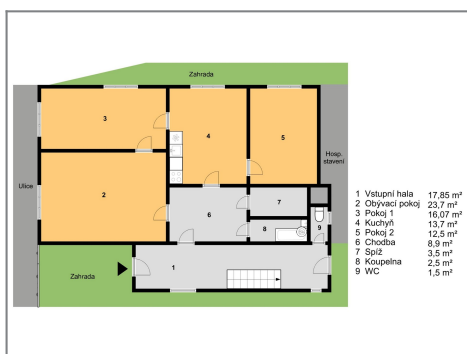 Zahrada
3
4
5
Ulice
Hosp.
stavení
2
6
7
8
9
Zahrada
1
1 Vstupní hala 17,85 m²
2 Obývací pokoj 23,7 m²
3 Pokoj 1 16,07 m²
4 Kuchyň 13,7 m²
5 Pokoj 2 12,5 m²
6 Chodba 8,9 m²
7 Spíž 3,5 m²
8 Koupelna 2,5 m²
9 WC 1,5 m²